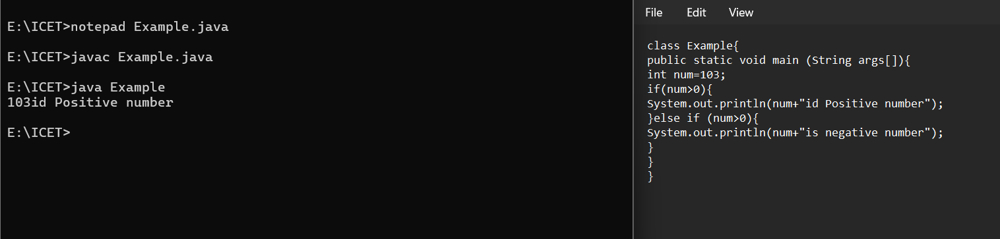 E:\ICET>notepad Example.java
E:\ICET>javac Example.java
E:\ICET>java Example
103id Positive number
E:\ICET>
File Edit View
class Example{
public static void main (String args[]){
int num=103;
if(num>0){
System.out.println(num+"id Positive number");
}else if (num>0){
System.out.println(num+"is negative number");
}
}
}